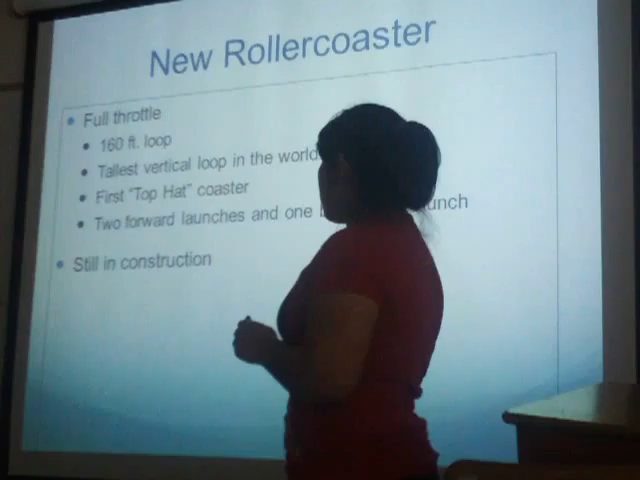 New Rollercoaster
Full throttle
160 ft. loop
Tallest vertical loop in the world
First "Top Hat" coaster
Two forward launches and one
Still in construction